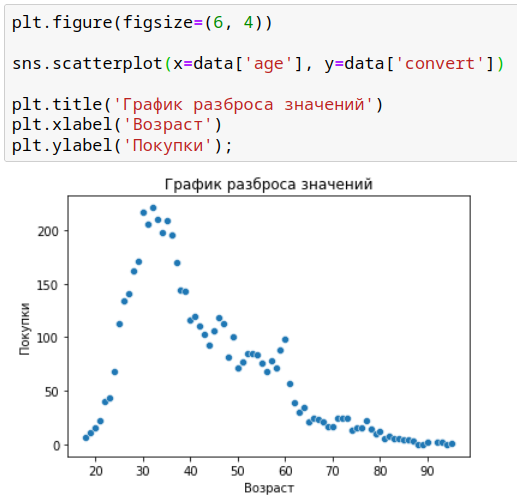 plt.figure(figsize=(6, 4))
sns.scatterplot(x=data['age'], y=data['convert'])
plt.title('График разброса значений')
plt.xlabel('Возраст')
plt.ylabel('Покупки');
График разброса значений
Покупки
200
150
100
50
0
20 30 40 50 60 70 80 90
Возраст